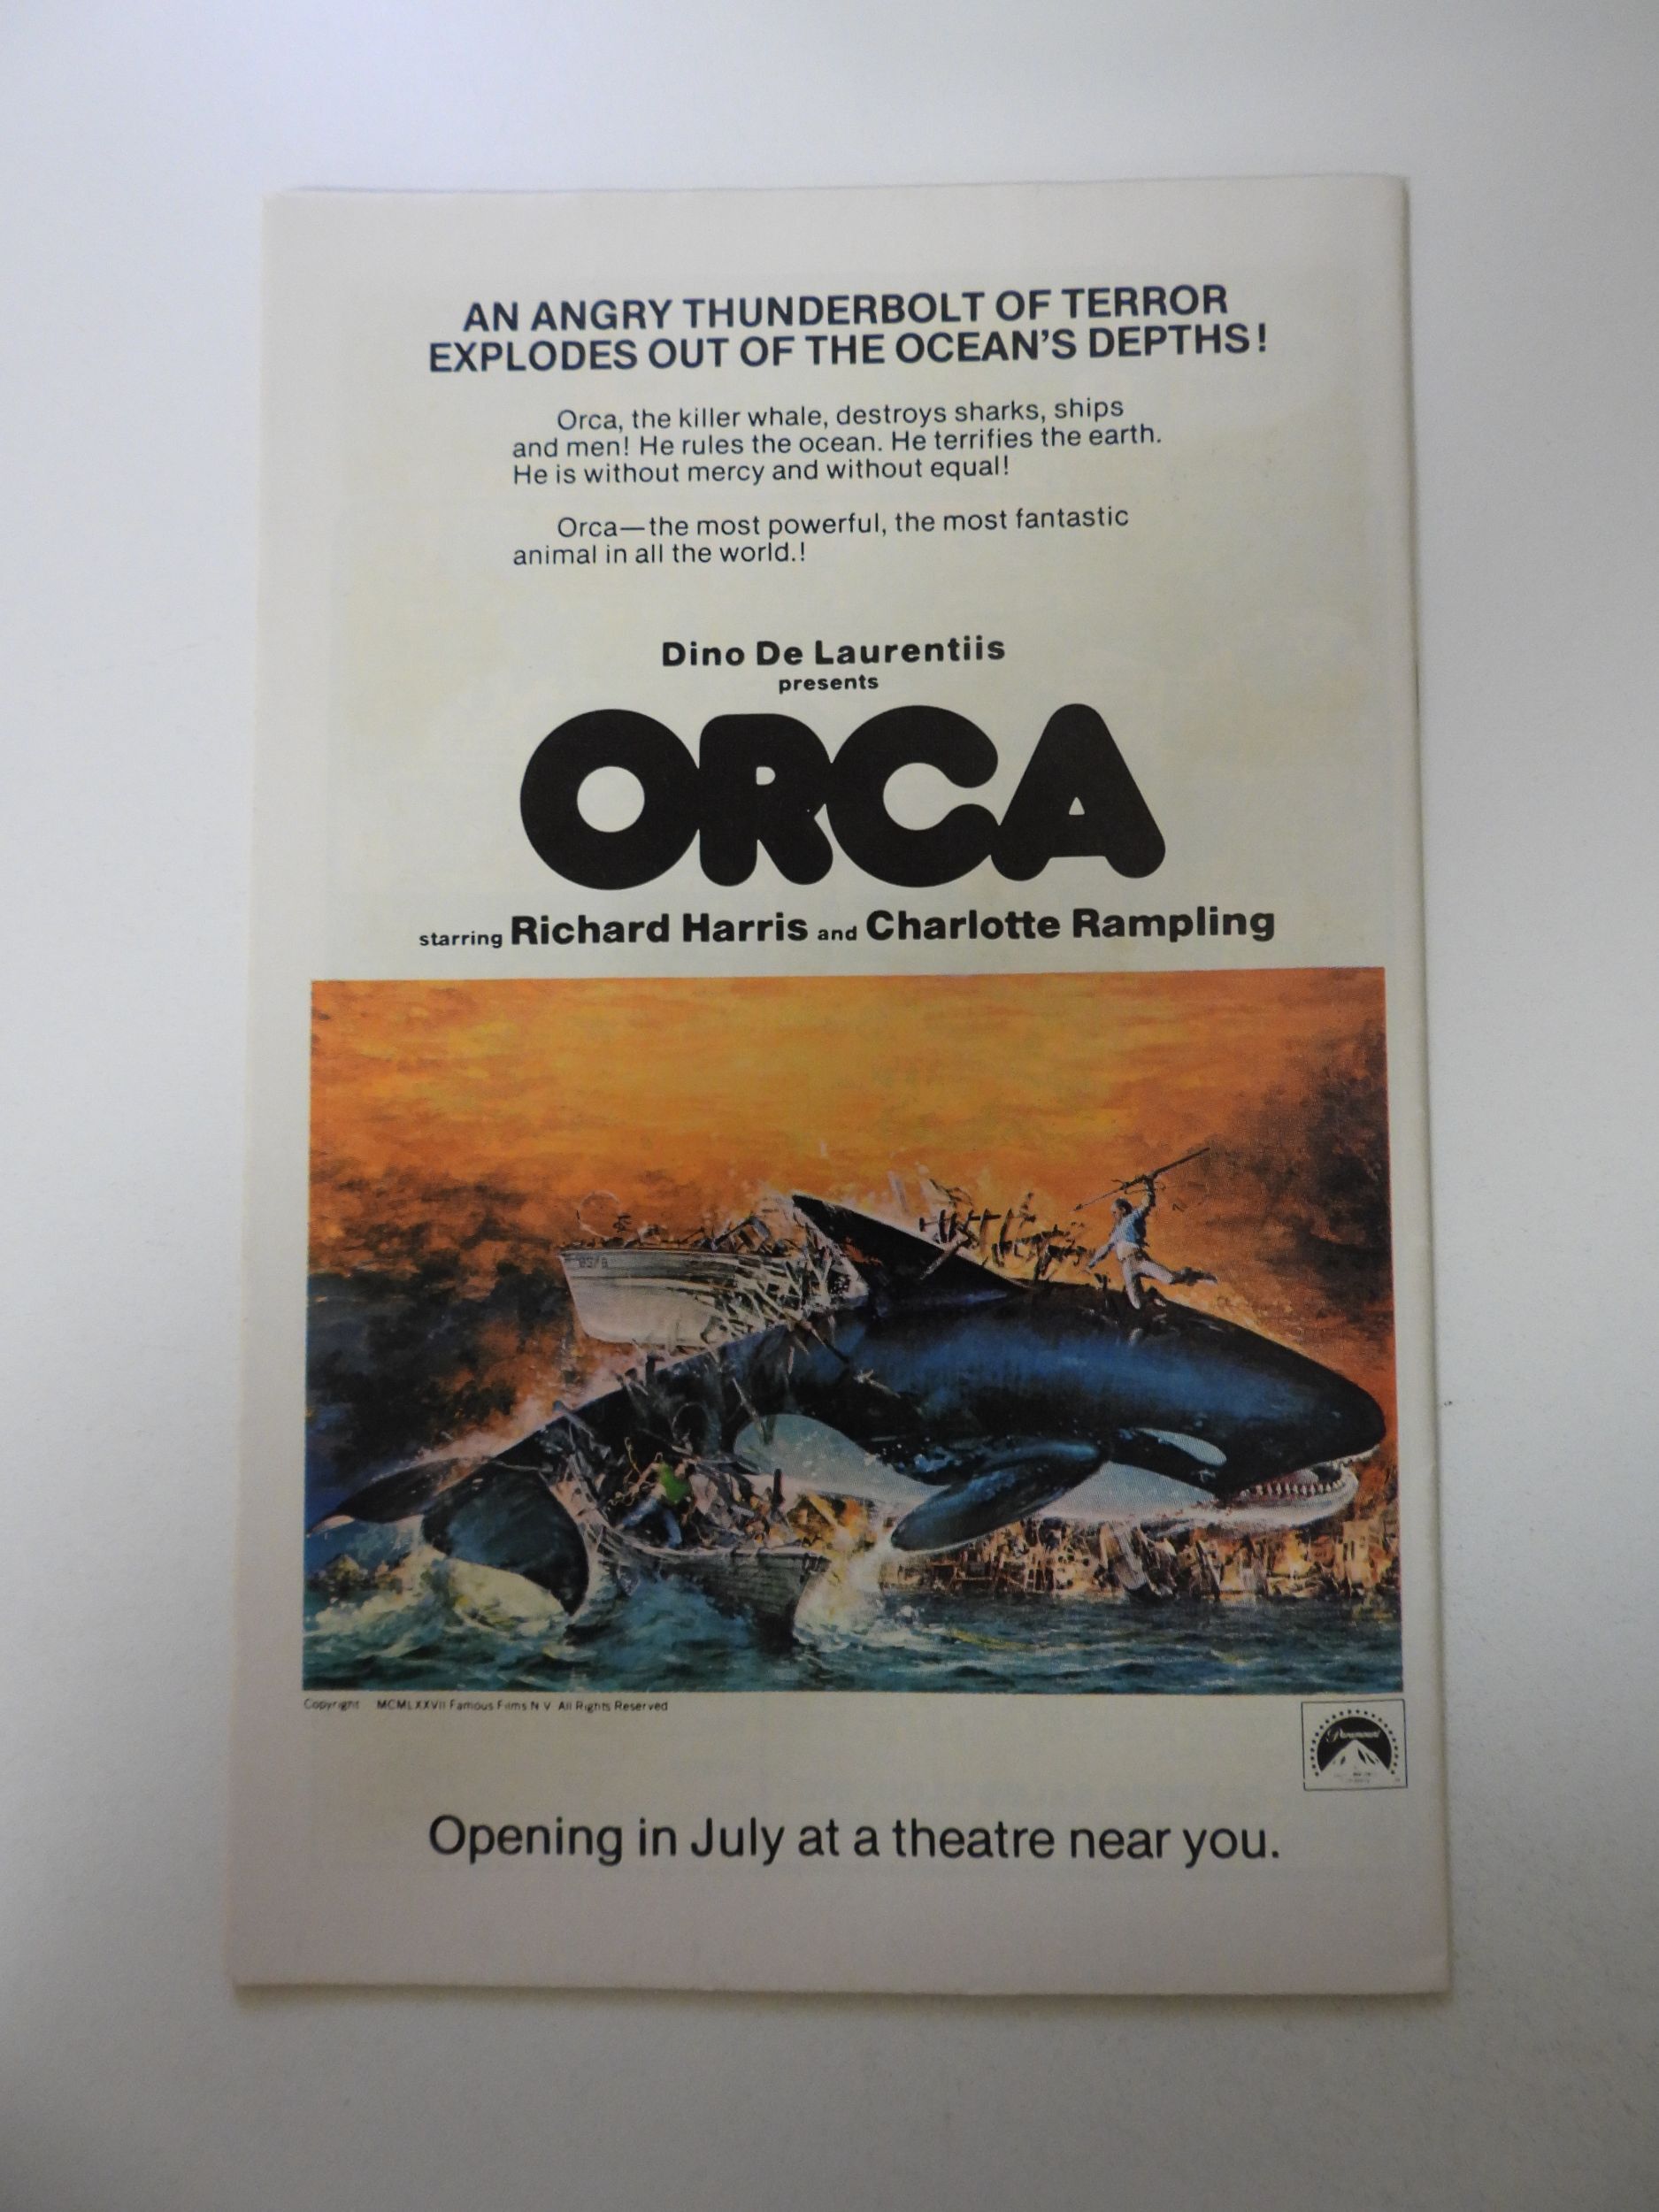 AN ANGRY THUNDERBOLT OF TERROR
EXPLODES OUT OF THE OCEAN'S DEPTHS!
Orca, the killer whale, destroys sharks, ships
and men! He rules the ocean. He terrifies the earth.
He is without mercy and without equal!
Orca—the most powerful, the most fantastic
animal in all the world.!
Dino De Laurentiis
presents
ORCA
starring Richard Harris and Charlotte Rampling
Copyright MCMLXXVII Famous Films N V All Rights Reserved
Paramount
Opening in July at a theatre near you.